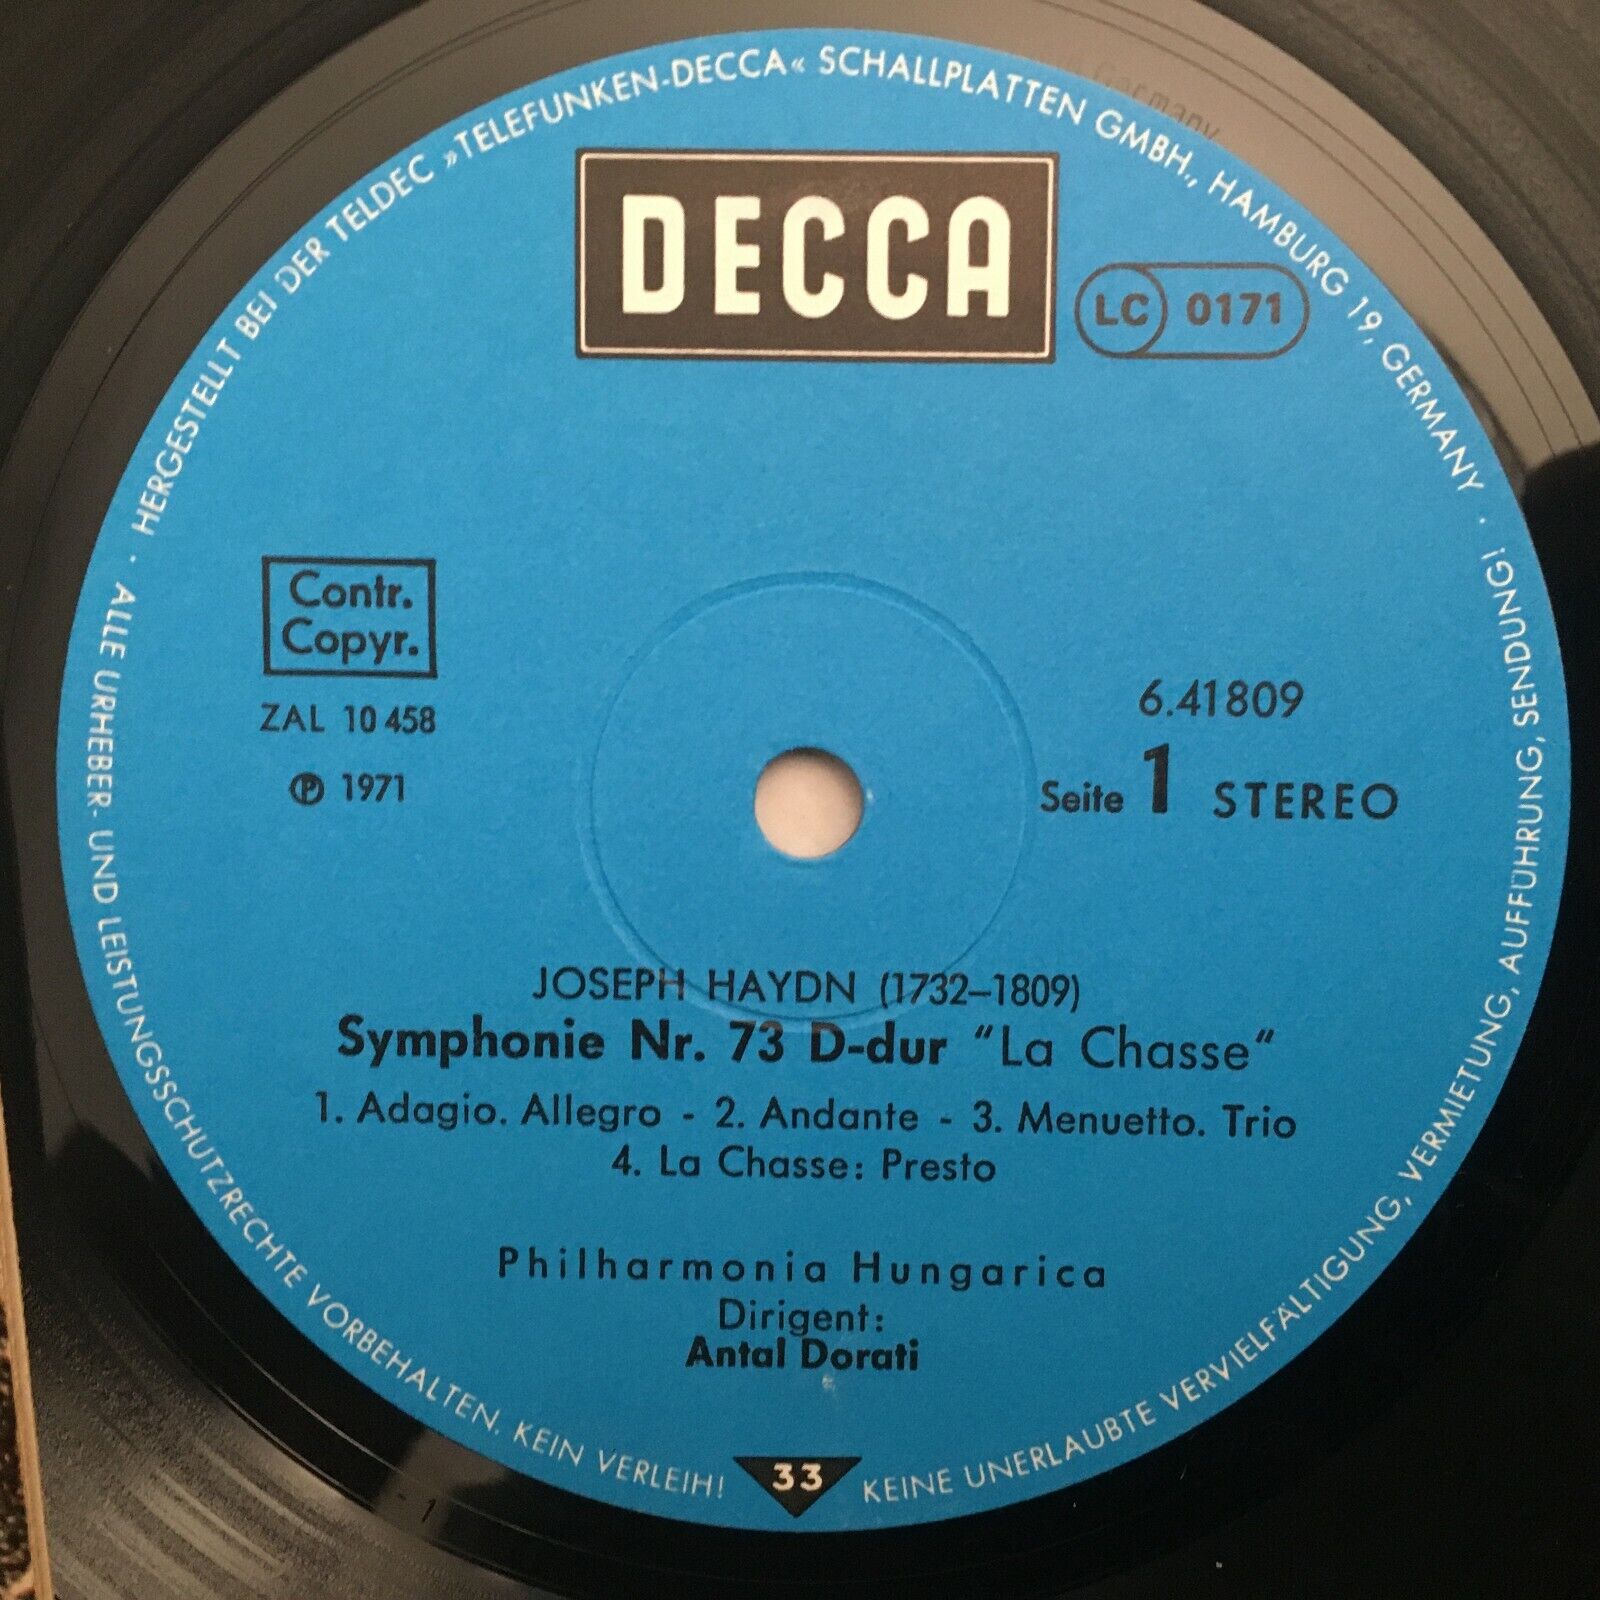 HERGESTELLT BEI DER TELDEC »TELEFUNKEN-DECCA« SCHALLPLATTEN GMBH., HAMBURG 19, GERMANY ·
DECCA
LC 0171
Contr.
Copyr.
ZAL 10 458
℗ 1971
6.41809
Seite 1 STEREO
JOSEPH HAYDN (1732–1809)
Symphonie Nr. 73 D-dur "La Chasse"
1. Adagio. Allegro - 2. Andante - 3. Menuetto. Trio
4. La Chasse: Presto
Philharmonia Hungarica
Dirigent:
Antal Dorati
· ALLE URHEBER- UND LEISTUNGSSCHUTZRECHTE VORBEHALTEN. KEIN VERLEIH!
33
KEINE UNERLAUBTE VERVIELFÄLTIGUNG, VERMIETUNG, AUFFÜHRUNG, SENDUNG!
Germany